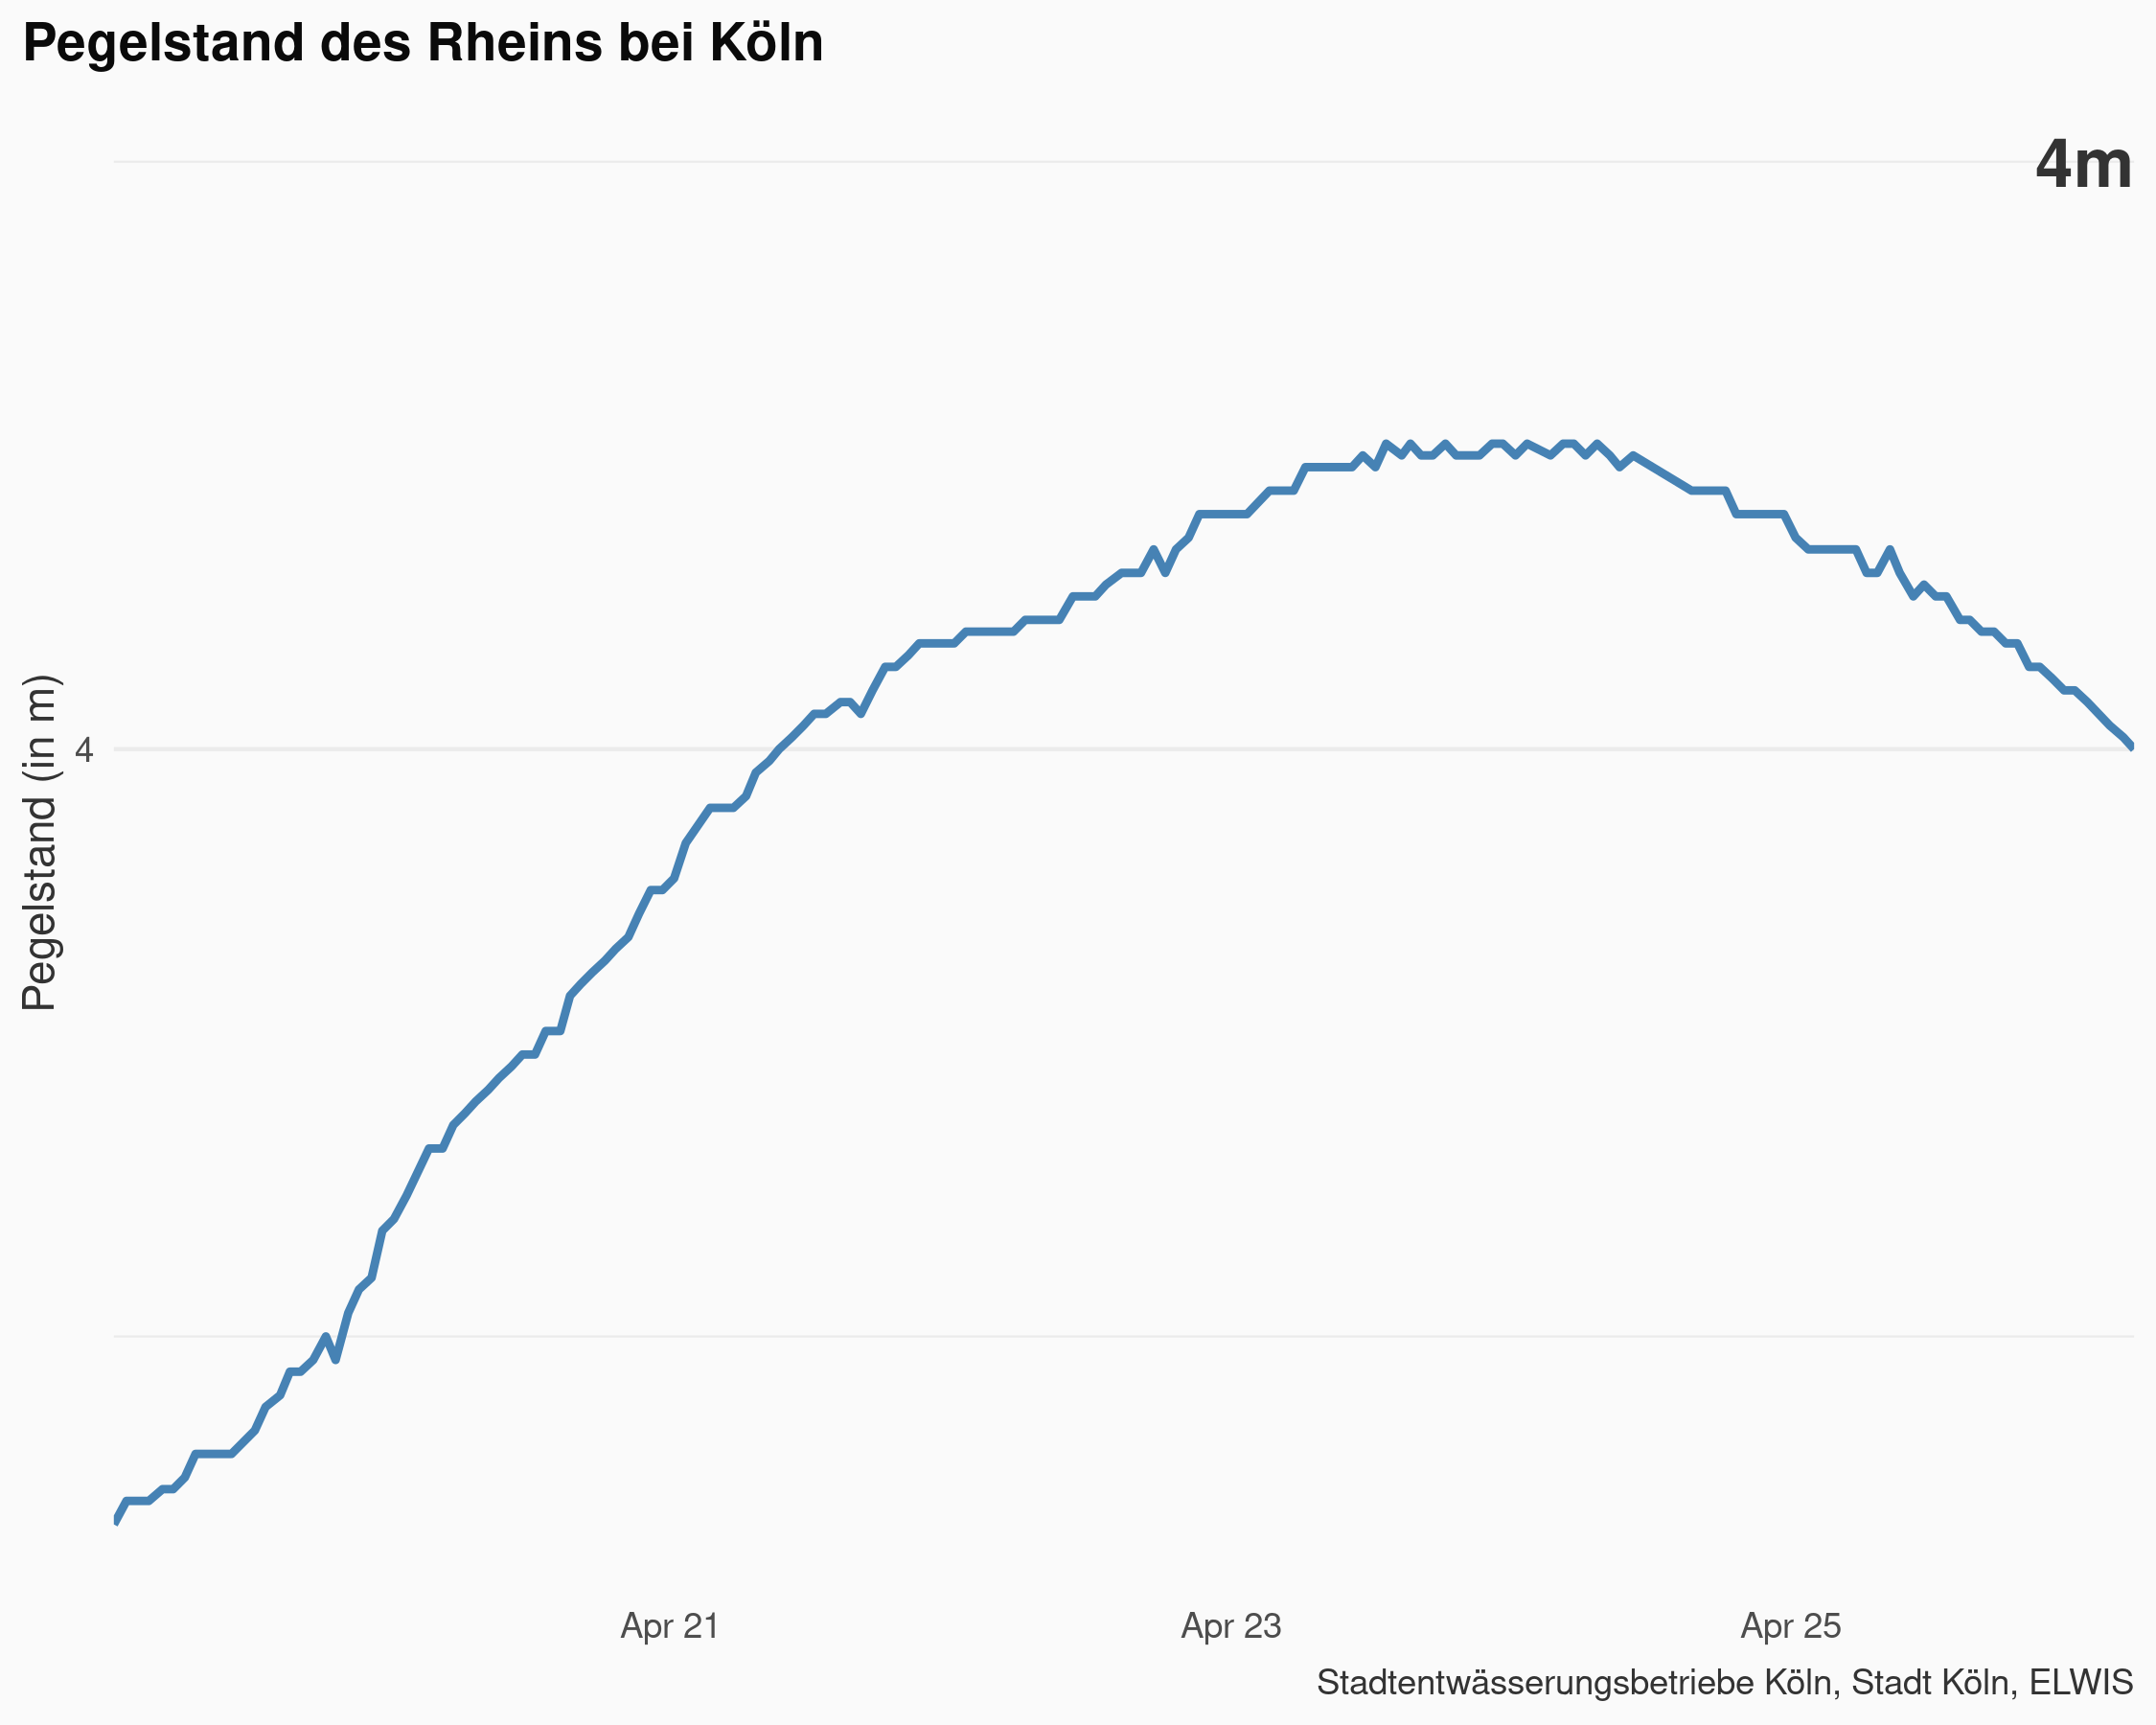 Pegelstand des Rheins bei Köln
4m
Pegelstand (in m)
4
Apr 21
Apr 23
Apr 25
Stadtentwässerungsbetriebe Köln, Stadt Köln, ELWIS